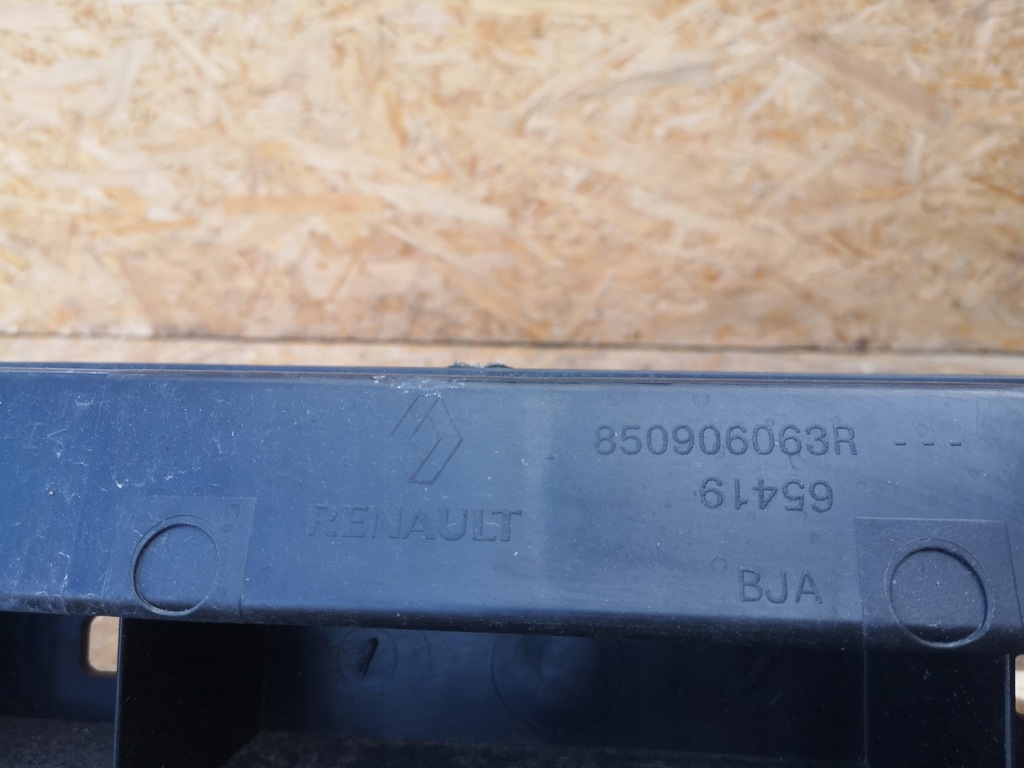 850906063R ---
65419
RENAULT
BJA